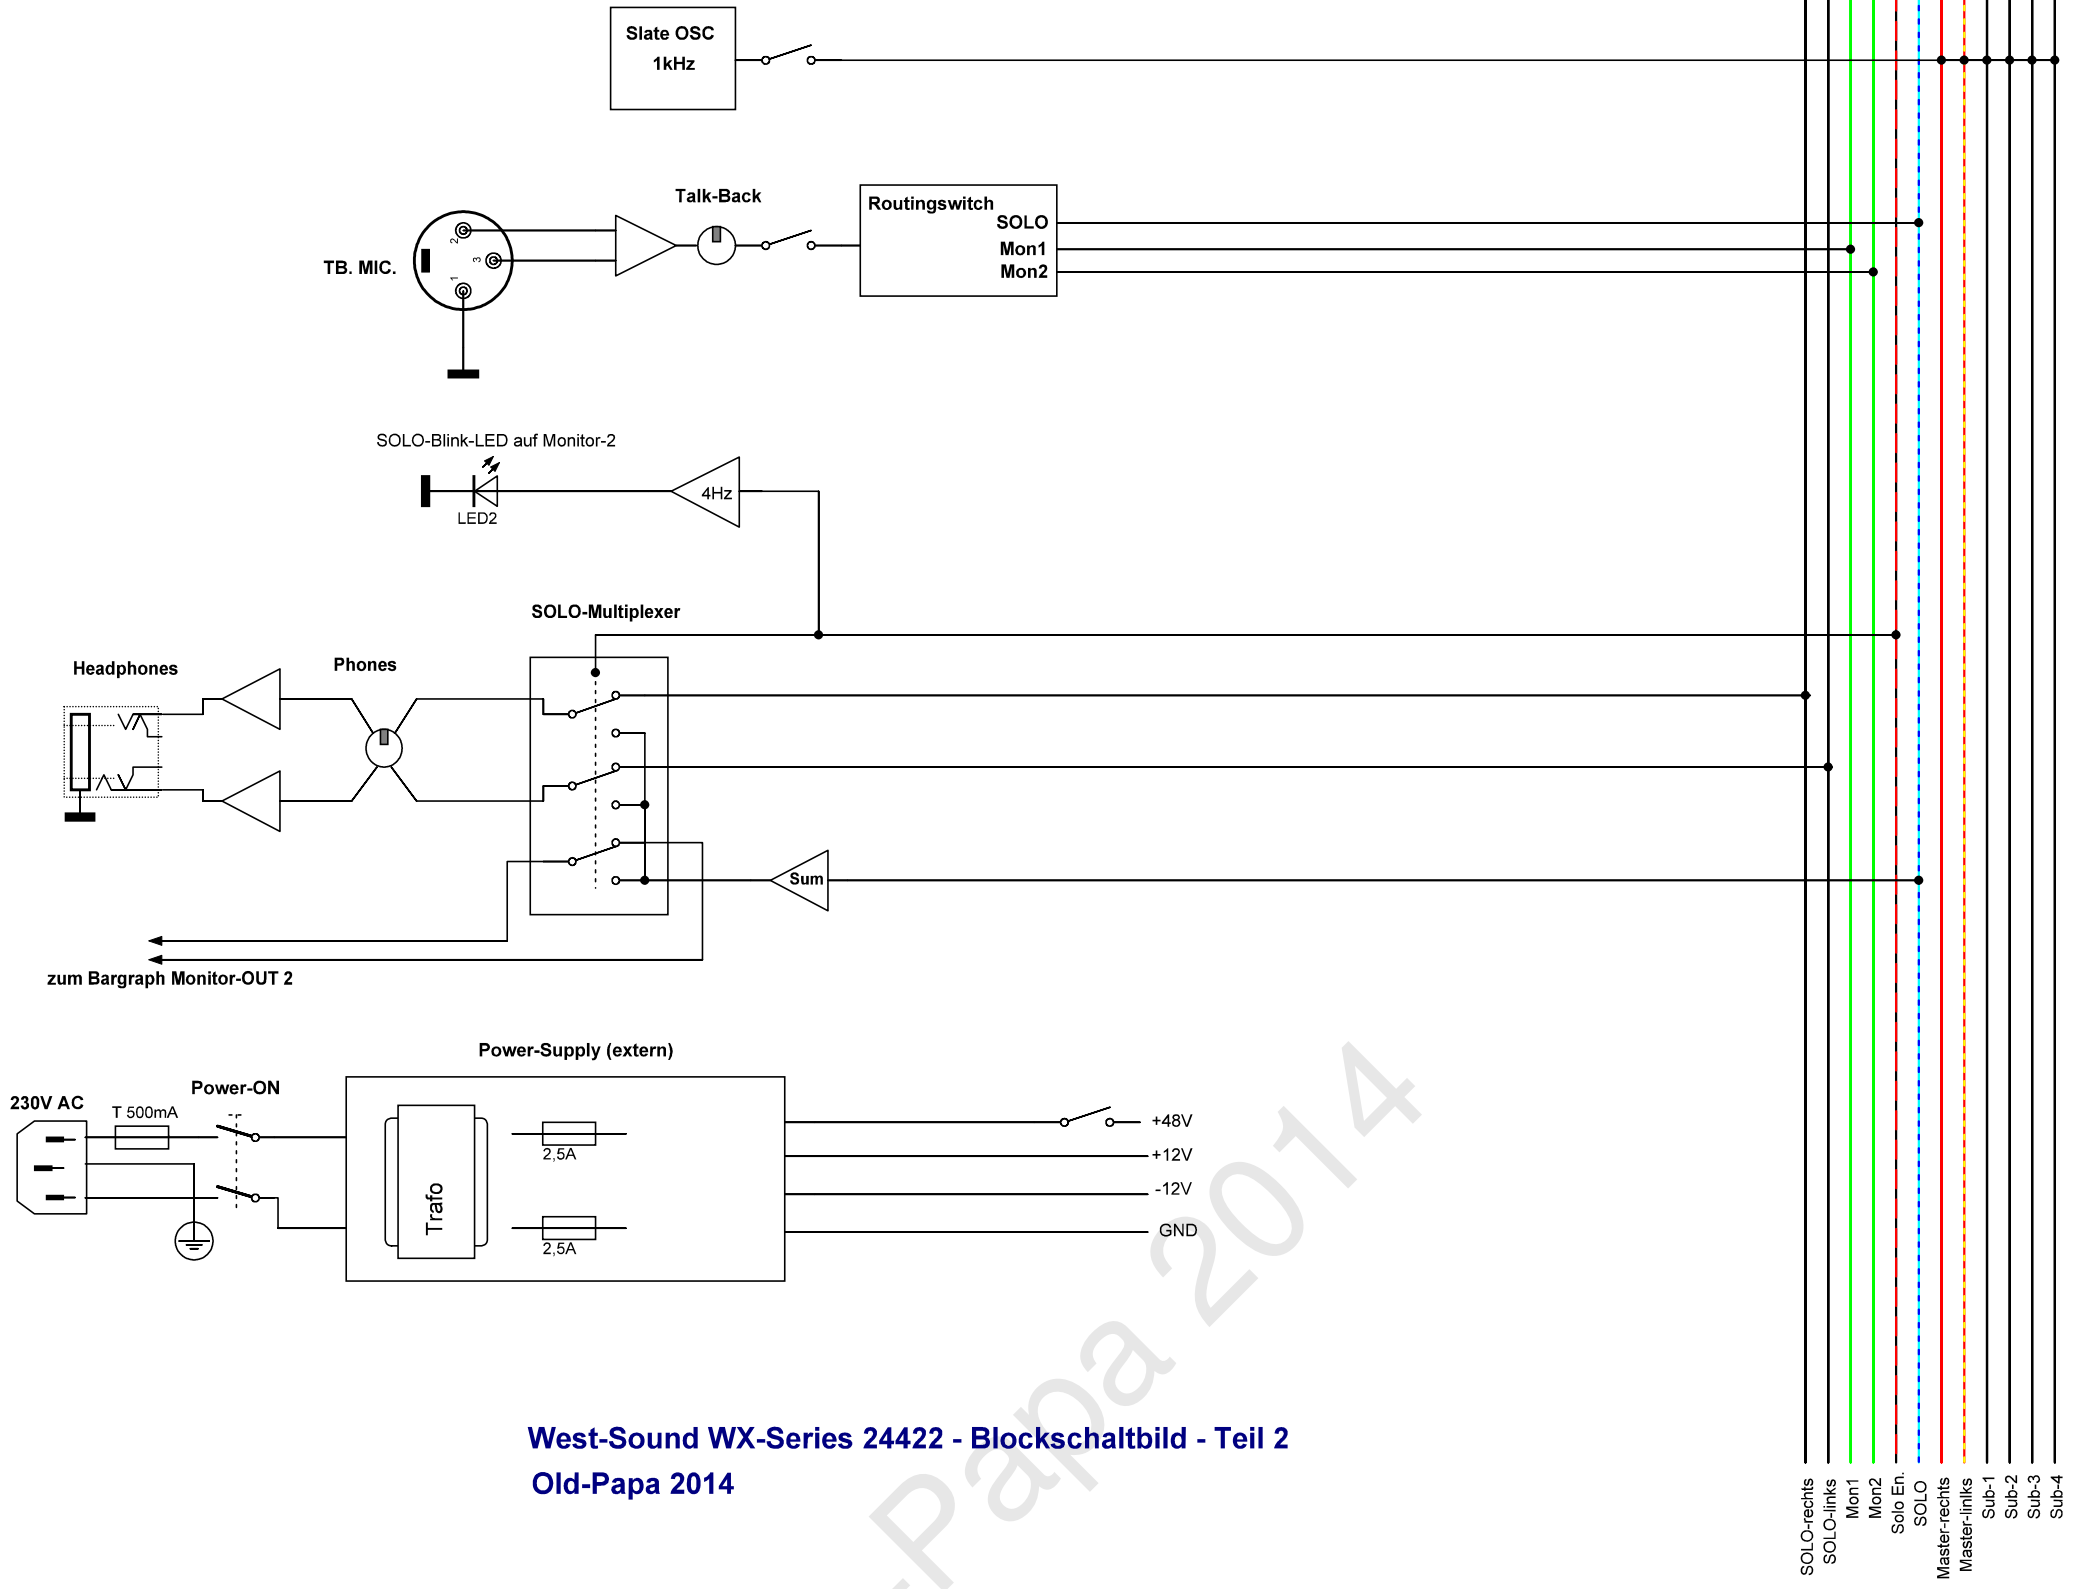 Slate OSC
1kHz
Talk-Back
Routingswitch
SOLO
Mon1
Mon2
TB. MIC.
2
3
1
SOLO-Blink-LED auf Monitor-2
4Hz
LED2
SOLO-Multiplexer
Headphones
Phones
Sum
zum Bargraph Monitor-OUT 2
Power-Supply (extern)
230V AC
T 500mA
Power-ON
Trafo
2,5A
2,5A
+48V
+12V
-12V
GND
West-Sound WX-Series 24422 - Blockschaltbild - Teil 2
Old-Papa 2014
SOLO-rechts
SOLO-links
Mon1
Mon2
Solo En.
SOLO
Master-rechts
Master-linlks
Sub-1
Sub-2
Sub-3
Sub-4
-Papa 2014